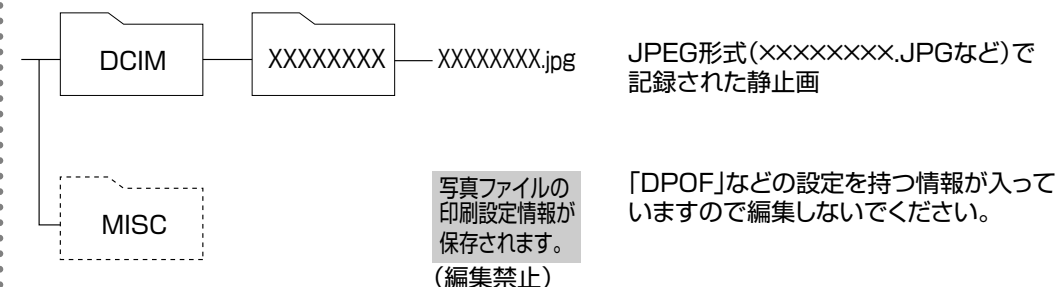 DCIM
XXXXXXXX
XXXXXXXX.jpg
JPEG形式(××××××××.JPGなど)で
記録された静止画
MISC
写真ファイルの
印刷設定情報が
保存されます。
(編集禁止)
「DPOF」などの設定を持つ情報が入って
いますので編集しないでください。